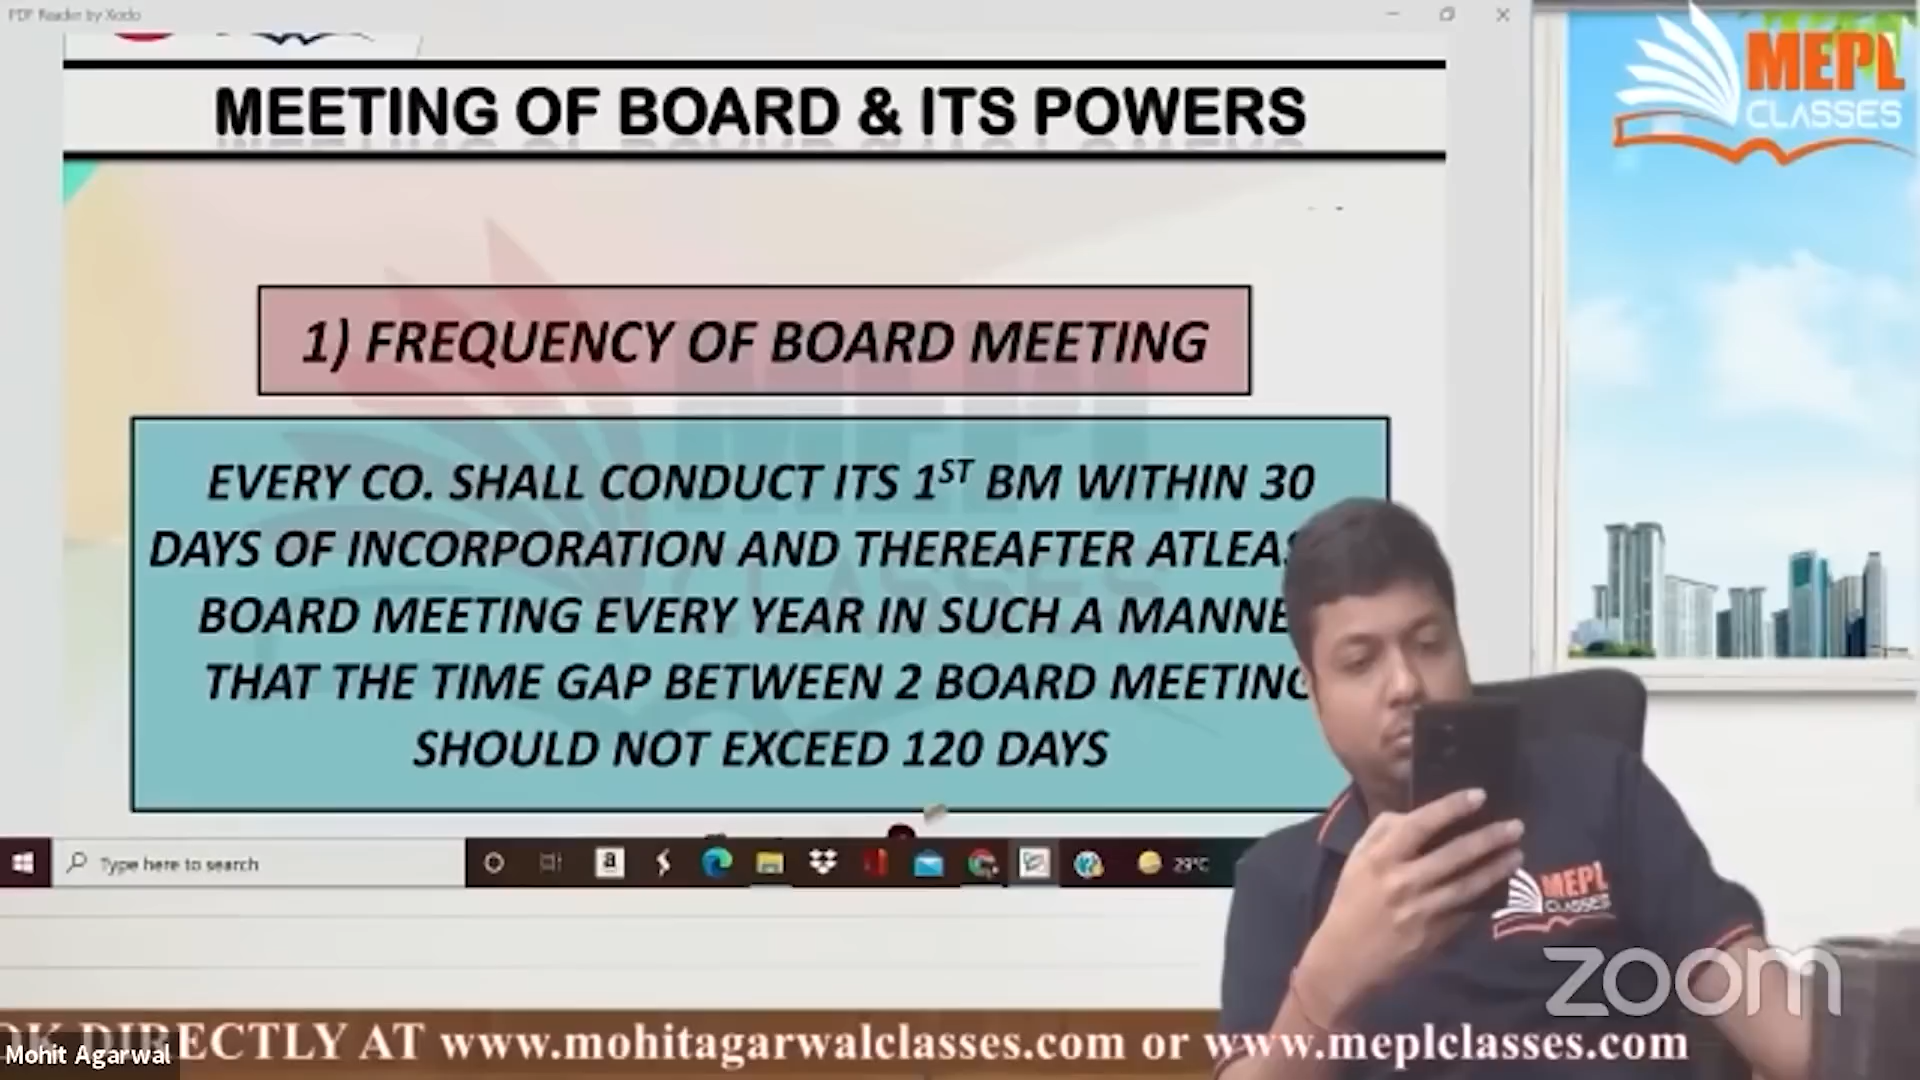 PDF Reader by Xodo
MEPL
CLASSES
MEETING OF BOARD & ITS POWERS
1) FREQUENCY OF BOARD MEETING
EVERY CO. SHALL CONDUCT ITS 1ST BM WITHIN 30
DAYS OF INCORPORATION AND THEREAFTER ATLEAS
BOARD MEETING EVERY YEAR IN SUCH A MANNE
THAT THE TIME GAP BETWEEN 2 BOARD MEETING
SHOULD NOT EXCEED 120 DAYS
Type here to search
29°C
MEPL
CLASSES
zoom
OK DIRECTLY AT www.mohitagarwalclasses.com or www.meplclasses.com
Mohit Agarwal